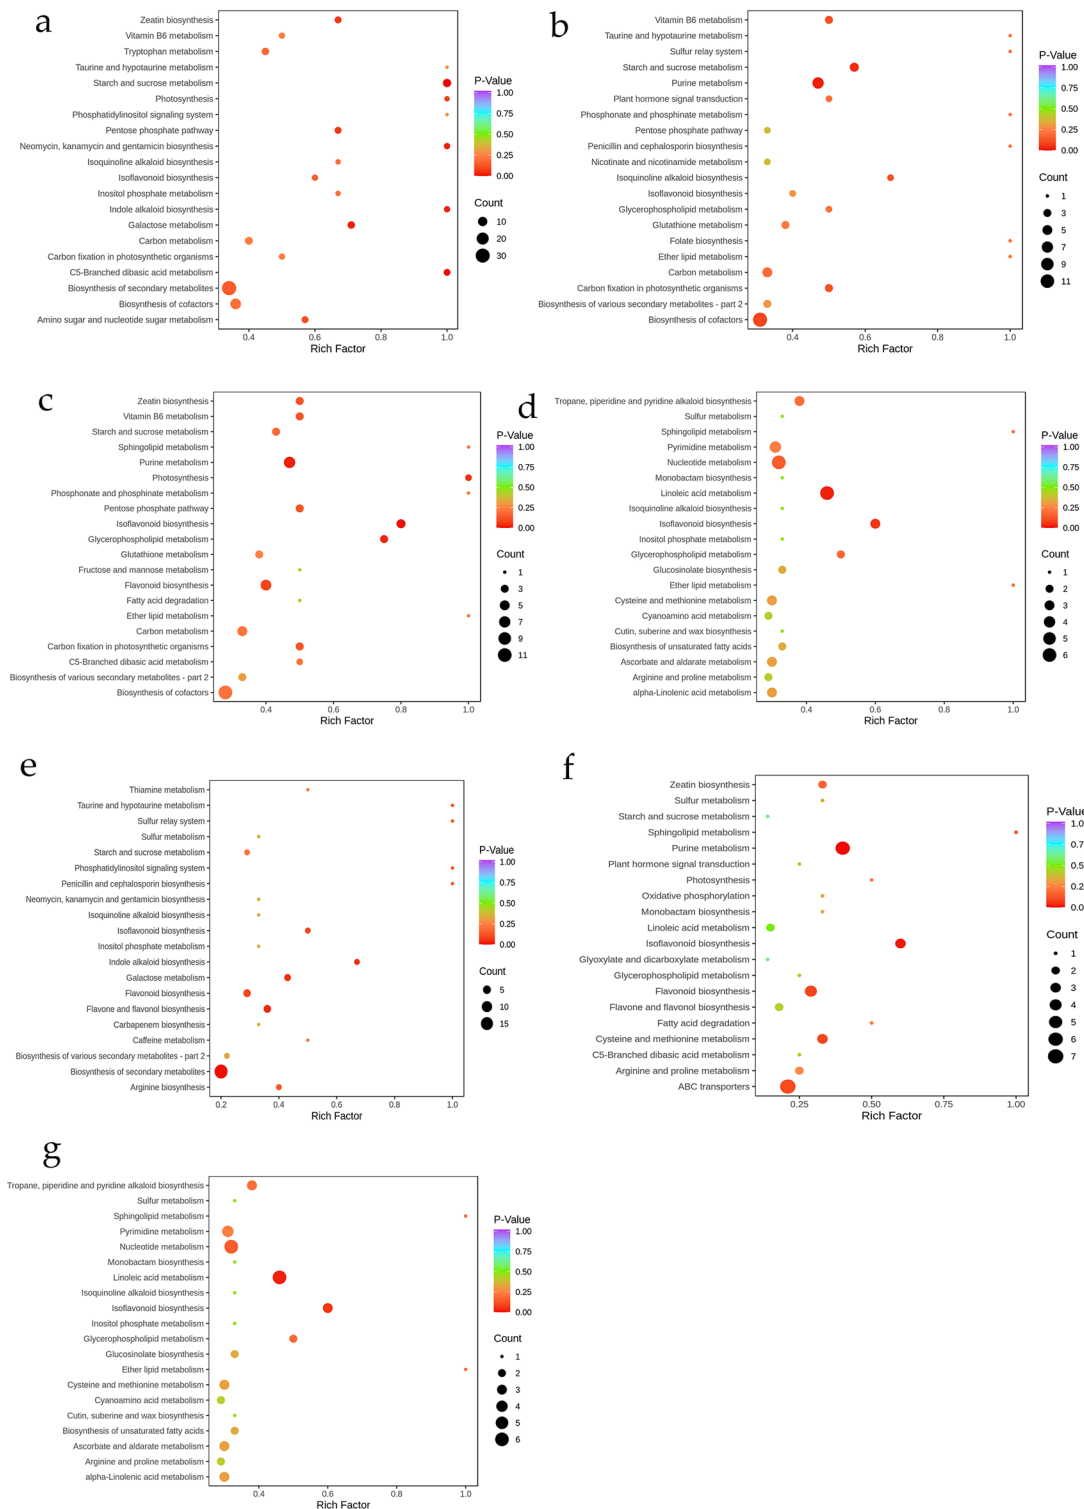 a
Zeatin biosynthesis
Vitamin B6 metabolism
Tryptophan metabolism
Taurine and hypotaurine metabolism
Starch and sucrose metabolism
Photosynthesis
Phosphatidylinositol signaling system
Pentose phosphate pathway
Neomycin, kanamycin and gentamicin biosynthesis
Isoquinoline alkaloid biosynthesis
Isoflavonoid biosynthesis
Inositol phosphate metabolism
Indole alkaloid biosynthesis
Galactose metabolism
Carbon metabolism
Carbon fixation in photosynthetic organisms
C5-Branched dibasic acid metabolism
Biosynthesis of secondary metabolites
Biosynthesis of cofactors
Amino sugar and nucleotide sugar metabolism
0.4 0.6 0.8 1.0
Rich Factor
P-Value
1.00
0.75
0.50
0.25
0.00
Count
10
20
30
b
Vitamin B6 metabolism
Taurine and hypotaurine metabolism
Sulfur relay system
Starch and sucrose metabolism
Purine metabolism
Plant hormone signal transduction
Phosphonate and phosphinate metabolism
Pentose phosphate pathway
Penicillin and cephalosporin biosynthesis
Nicotinate and nicotinamide metabolism
Isoquinoline alkaloid biosynthesis
Isoflavonoid biosynthesis
Glycerophospholipid metabolism
Glutathione metabolism
Folate biosynthesis
Ether lipid metabolism
Carbon metabolism
Carbon fixation in photosynthetic organisms
Biosynthesis of various secondary metabolites - part 2
Biosynthesis of cofactors
0.4 0.6 0.8 1.0
Rich Factor
P-Value
1.00
0.75
0.50
0.25
0.00
Count
1
3
5
7
9
11
c
Zeatin biosynthesis
Vitamin B6 metabolism
Starch and sucrose metabolism
Sphingolipid metabolism
Purine metabolism
Photosynthesis
Phosphonate and phosphinate metabolism
Pentose phosphate pathway
Isoflavonoid biosynthesis
Glycerophospholipid metabolism
Glutathione metabolism
Fructose and mannose metabolism
Flavonoid biosynthesis
Fatty acid degradation
Ether lipid metabolism
Carbon metabolism
Carbon fixation in photosynthetic organisms
C5-Branched dibasic acid metabolism
Biosynthesis of various secondary metabolites - part 2
Biosynthesis of cofactors
0.4 0.6 0.8 1.0
Rich Factor
P-Value
1.00
0.75
0.50
0.25
0.00
Count
1
3
5
7
9
11
d
Tropane, piperidine and pyridine alkaloid biosynthesis
Sulfur metabolism
Sphingolipid metabolism
Pyrimidine metabolism
Nucleotide metabolism
Monobactam biosynthesis
Linoleic acid metabolism
Isoquinoline alkaloid biosynthesis
Isoflavonoid biosynthesis
Inositol phosphate metabolism
Glycerophospholipid metabolism
Glucosinolate biosynthesis
Ether lipid metabolism
Cysteine and methionine metabolism
Cyanoamino acid metabolism
Cutin, suberine and wax biosynthesis
Biosynthesis of unsaturated fatty acids
Ascorbate and aldarate metabolism
Arginine and proline metabolism
alpha-Linolenic acid metabolism
0.4 0.6 0.8 1.0
Rich Factor
P-Value
1.00
0.75
0.50
0.25
0.00
Count
1
2
3
4
5
6
e
Thiamine metabolism
Taurine and hypotaurine metabolism
Sulfur relay system
Sulfur metabolism
Starch and sucrose metabolism
Phosphatidylinositol signaling system
Penicillin and cephalosporin biosynthesis
Neomycin, kanamycin and gentamicin biosynthesis
Isoquinoline alkaloid biosynthesis
Isoflavonoid biosynthesis
Inositol phosphate metabolism
Indole alkaloid biosynthesis
Galactose metabolism
Flavonoid biosynthesis
Flavone and flavonol biosynthesis
Carbapenem biosynthesis
Caffeine metabolism
Biosynthesis of various secondary metabolites - part 2
Biosynthesis of secondary metabolites
Arginine biosynthesis
0.2 0.4 0.6 0.8 1.0
Rich Factor
P-Value
1.00
0.75
0.50
0.25
0.00
Count
5
10
15
f
Zeatin biosynthesis
Sulfur metabolism
Starch and sucrose metabolism
Sphingolipid metabolism
Purine metabolism
Plant hormone signal transduction
Photosynthesis
Oxidative phosphorylation
Monobactam biosynthesis
Linoleic acid metabolism
Isoflavonoid biosynthesis
Glyoxylate and dicarboxylate metabolism
Glycerophospholipid metabolism
Flavonoid biosynthesis
Flavone and flavonol biosynthesis
Fatty acid degradation
Cysteine and methionine metabolism
C5-Branched dibasic acid metabolism
Arginine and proline metabolism
ABC transporters
0.25 0.50 0.75 1.00
Rich Factor
P-Value
1.0
0.7
0.5
0.2
0.0
Count
1
2
3
4
5
6
7
g
Tropane, piperidine and pyridine alkaloid biosynthesis
Sulfur metabolism
Sphingolipid metabolism
Pyrimidine metabolism
Nucleotide metabolism
Monobactam biosynthesis
Linoleic acid metabolism
Isoquinoline alkaloid biosynthesis
Isoflavonoid biosynthesis
Inositol phosphate metabolism
Glycerophospholipid metabolism
Glucosinolate biosynthesis
Ether lipid metabolism
Cysteine and methionine metabolism
Cyanoamino acid metabolism
Cutin, suberine and wax biosynthesis
Biosynthesis of unsaturated fatty acids
Ascorbate and aldarate metabolism
Arginine and proline metabolism
alpha-Linolenic acid metabolism
0.4 0.6 0.8 1.0
Rich Factor
P-Value
1.00
0.75
0.50
0.25
0.00
Count
1
2
3
4
5
6